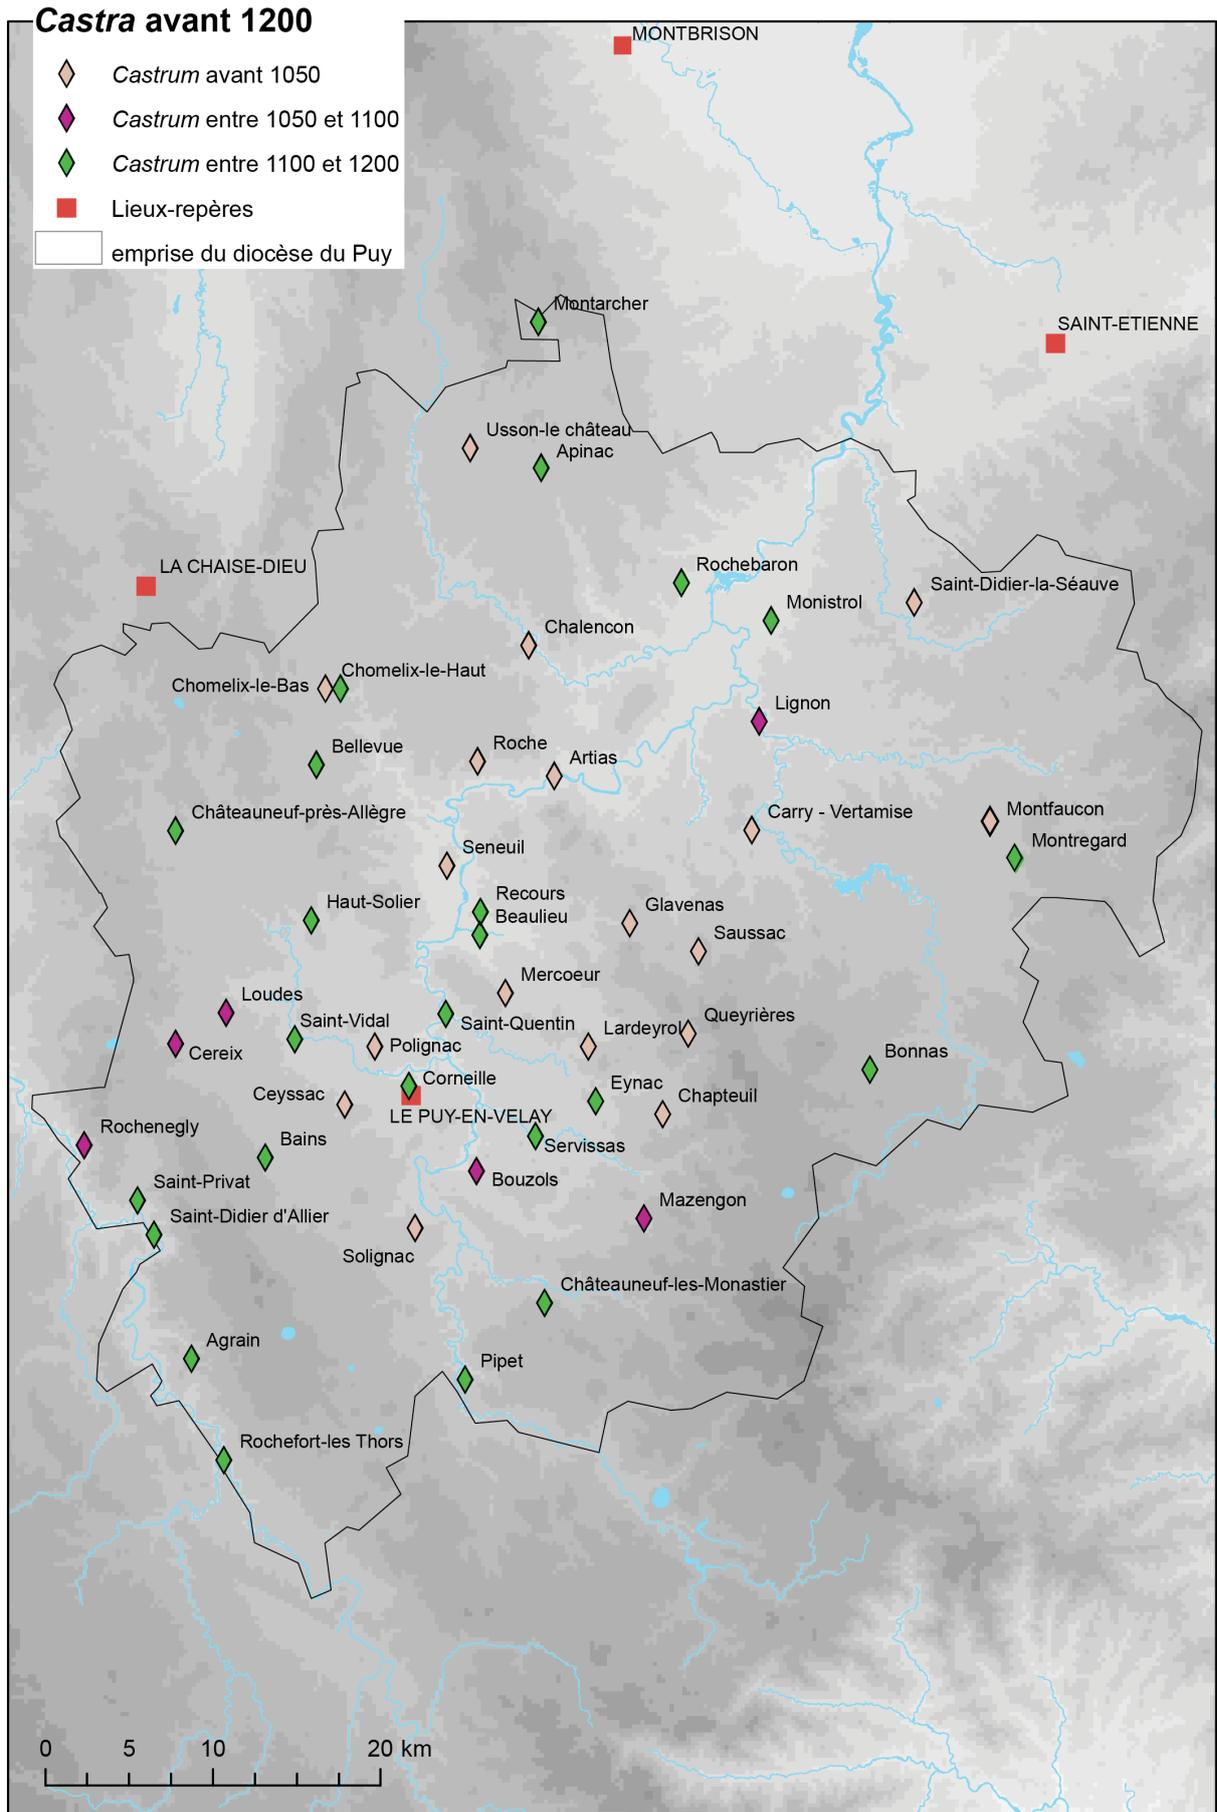 Castra avant 1200
Castrum avant 1050
Castrum entre 1050 et 1100
Castrum entre 1100 et 1200
Lieux-repères
emprise du diocèse du Puy
MONTBRISON
Montarcher
SAINT-ETIENNE
Usson-le château
Apinac
LA CHAISE-DIEU
Rochebaron
Saint-Didier-la-Séauve
Monistrol
Chalencon
Chomelix-le-Haut
Chomelix-le-Bas
Lignon
Bellevue
Roche
Artias
Châteauneuf-près-Allègre
Carry - Vertamise
Montfaucon
Montregard
Seneuil
Recours
Beaulieu
Haut-Solier
Glavenas
Saussac
Mercoeur
Loudes
Saint-Vidal
Saint-Quentin
Lardeyrol
Queyrières
Cereix
Polignac
Bonnas
Corneille
Eynac
Ceyssac
Chapteuil
LE PUY-EN-VELAY
Rochenegly
Bains
Servissas
Bouzols
Saint-Privat
Mazengon
Saint-Didier d'Allier
Solignac
Châteauneuf-les-Monastier
Agrain
Pipet
Rochefort-les Thors
0 5 10 20 km